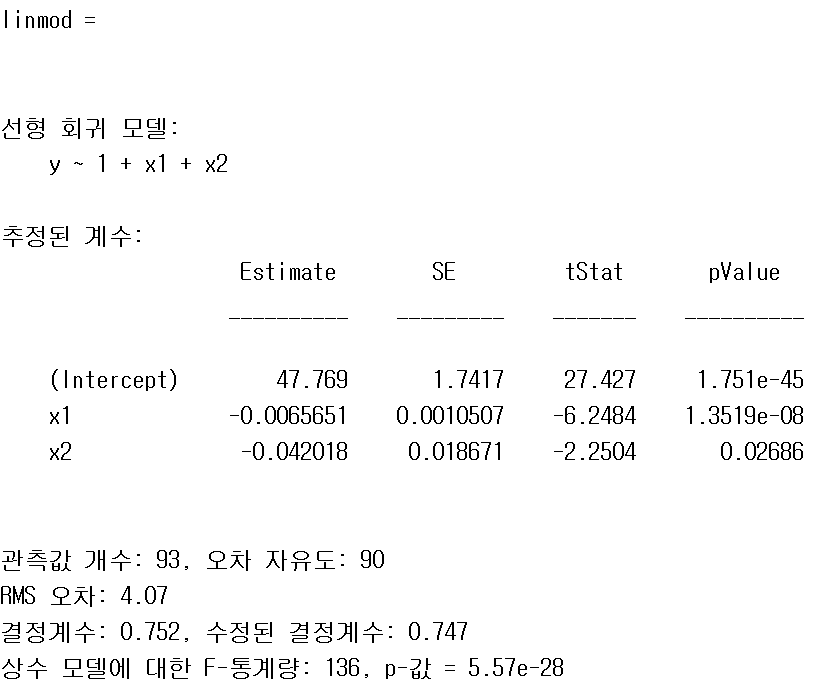 linmod =
선형 회귀 모델:
y ~ 1 + x1 + x2
추정된 계수:
Estimate SE tStat pValue
__________ _________ _______ __________
(Intercept) 47.769 1.7417 27.427 1.751e-45
x1 -0.0065651 0.0010507 -6.2484 1.3519e-08
x2 -0.042018 0.018671 -2.2504 0.02686
관측값 개수: 93, 오차 자유도: 90
RMS 오차: 4.07
결정계수: 0.752, 수정된 결정계수: 0.747
상수 모델에 대한 F-통계량: 136, p-값 = 5.57e-28